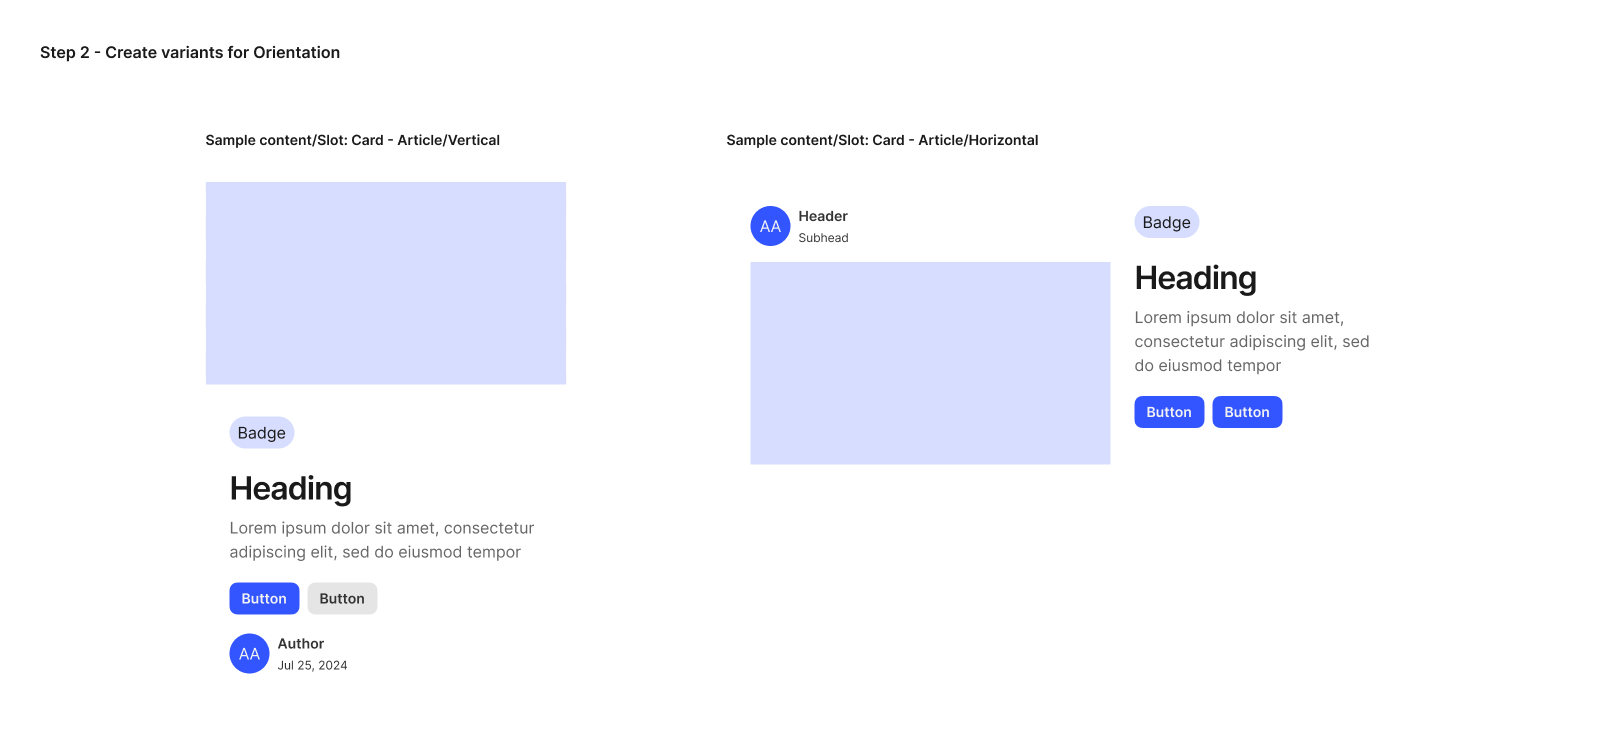 Step 2 - Create variants for Orientation
Sample content/Slot: Card - Article/Vertical
Badge
Heading
Lorem ipsum dolor sit amet, consectetur
adipiscing elit, sed do eiusmod tempor
Button
Button
AA
Author
Jul 25, 2024
Sample content/Slot: Card - Article/Horizontal
AA
Header
Subhead
Badge
Heading
Lorem ipsum dolor sit amet,
consectetur adipiscing elit, sed
do eiusmod tempor
Button
Button